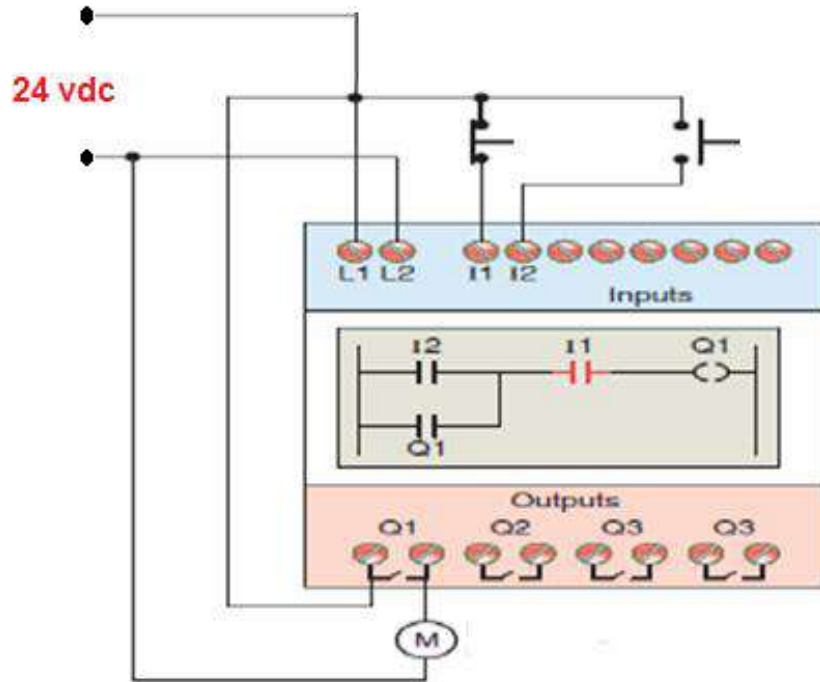 24 vdc
L1 L2 I1 I2
Inputs
I2 I1 Q1
Q1
Outputs
Q1 Q2 Q3 Q3
M